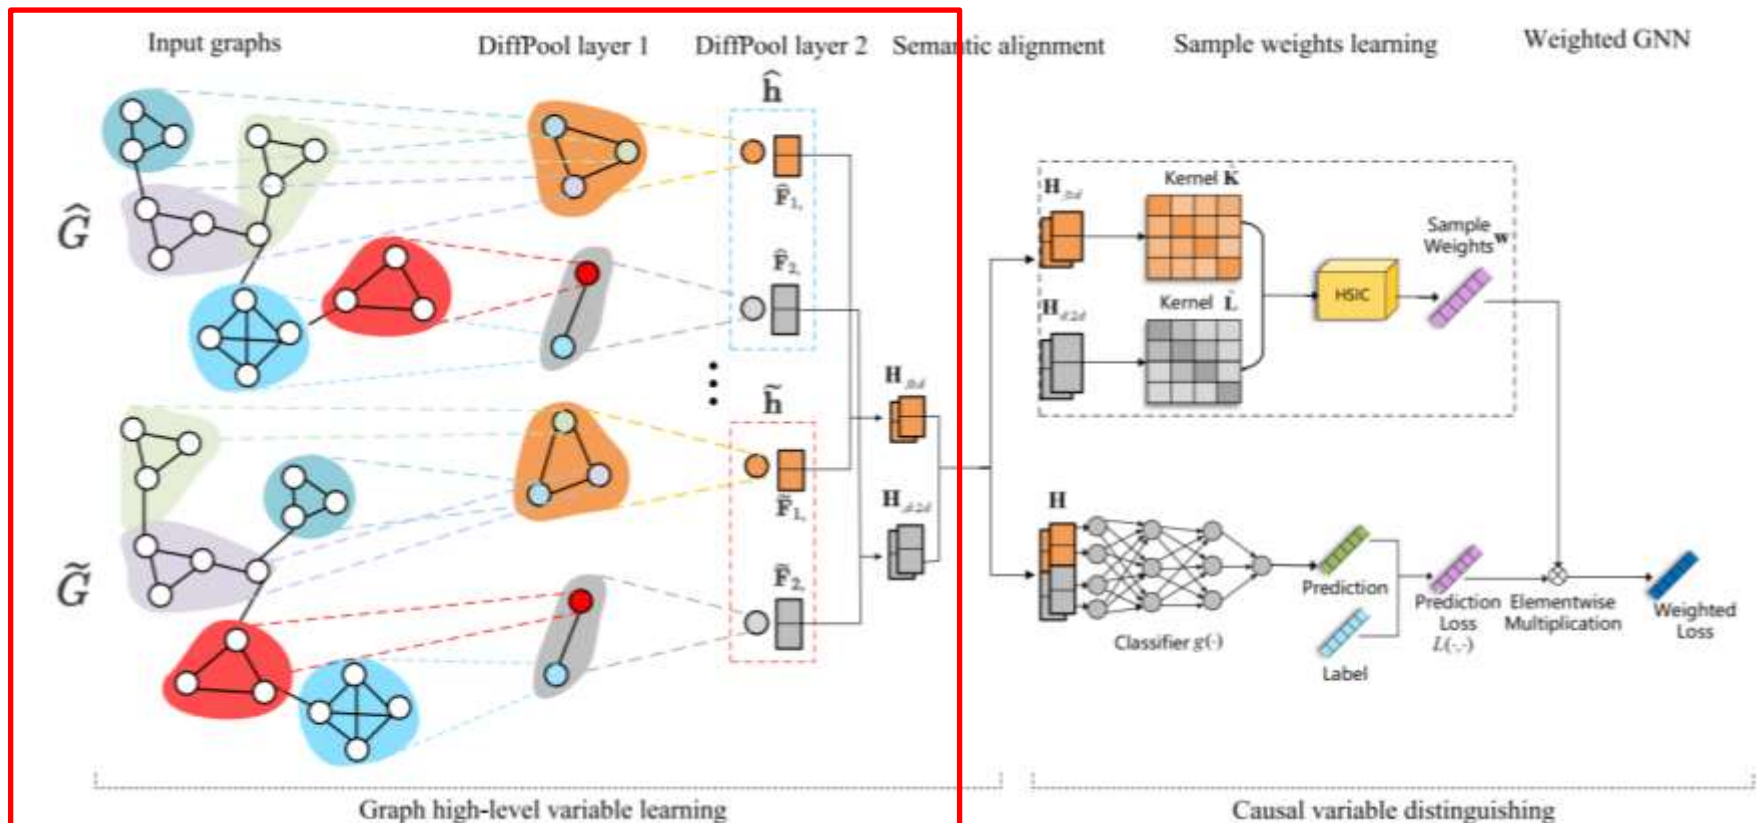 Input graphs
DiffPool layer 1
DiffPool layer 2
Semantic alignment
Sample weights learning
Weighted GNN
ĥ
Ĝ
h̃
G̃
H
Kernel K̂
Kernel L̂
HSIC
Sample
Weights w
H
Classifier g(·)
Prediction
Label
Prediction
Loss
L(·,·)
Elementwise
Multiplication
Weighted
Loss
Graph high-level variable learning
Causal variable distinguishing